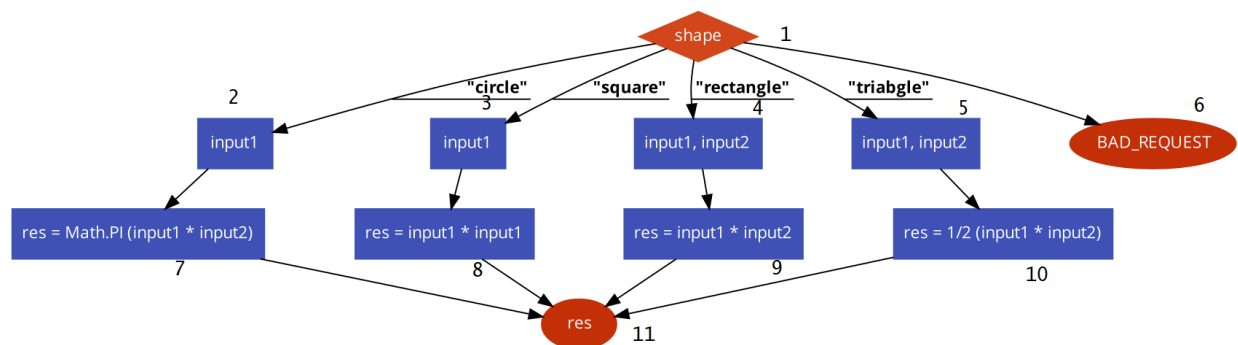 shape
1
"circle"
"square"
"rectangle"
"triabgle"
2
3
4
5
6
input1
input1
input1, input2
input1, input2
BAD_REQUEST
res = Math.PI (input1 * input2)
res = input1 * input1
res = input1 * input2
res = 1/2 (input1 * input2)
7
8
9
10
res
11